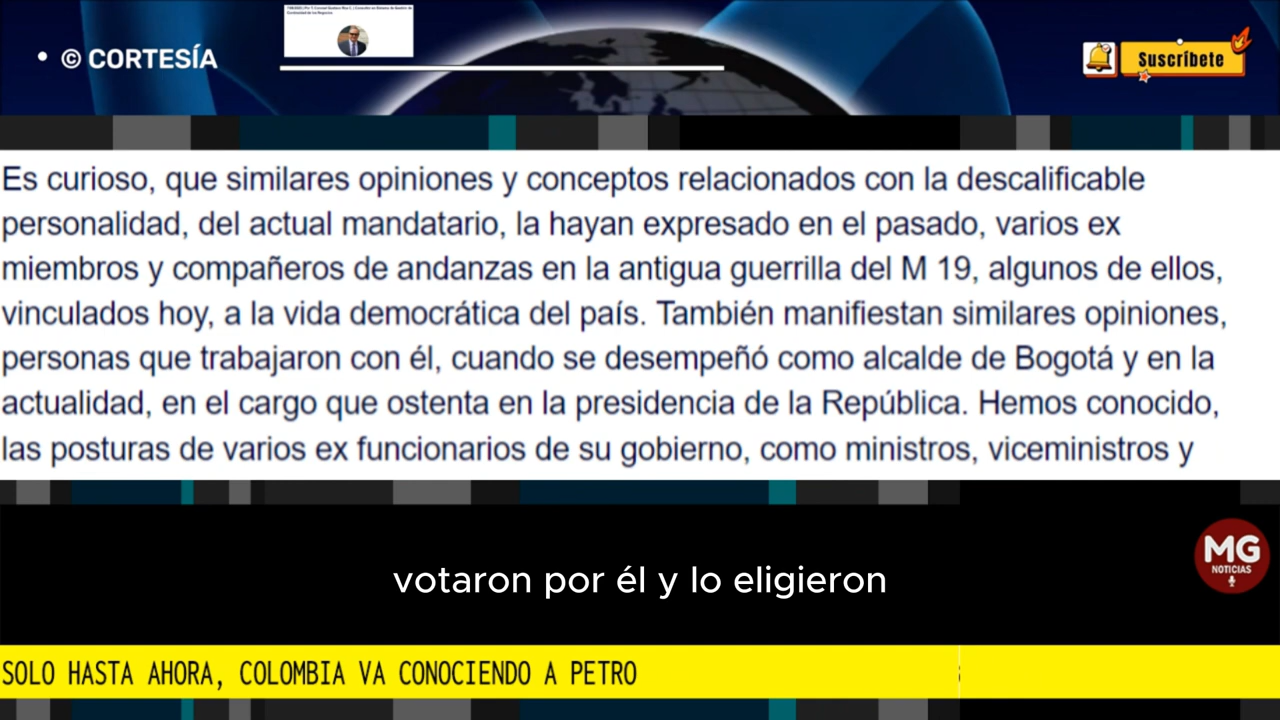 © CORTESÍA
Suscríbete
Es curioso, que similares opiniones y conceptos relacionados con la descalificable
personalidad, del actual mandatario, la hayan expresado en el pasado, varios ex
miembros y compañeros de andanzas en la antigua guerrilla del M 19, algunos de ellos,
vinculados hoy, a la vida democrática del país. También manifiestan similares opiniones,
personas que trabajaron con él, cuando se desempeñó como alcalde de Bogotá y en la
actualidad, en el cargo que ostenta en la presidencia de la República. Hemos conocido,
las posturas de varios ex funcionarios de su gobierno, como ministros, viceministros y
MG
NOTICIAS
votaron por él y lo eligieron
SOLO HASTA AHORA, COLOMBIA VA CONOCIENDO A PETRO